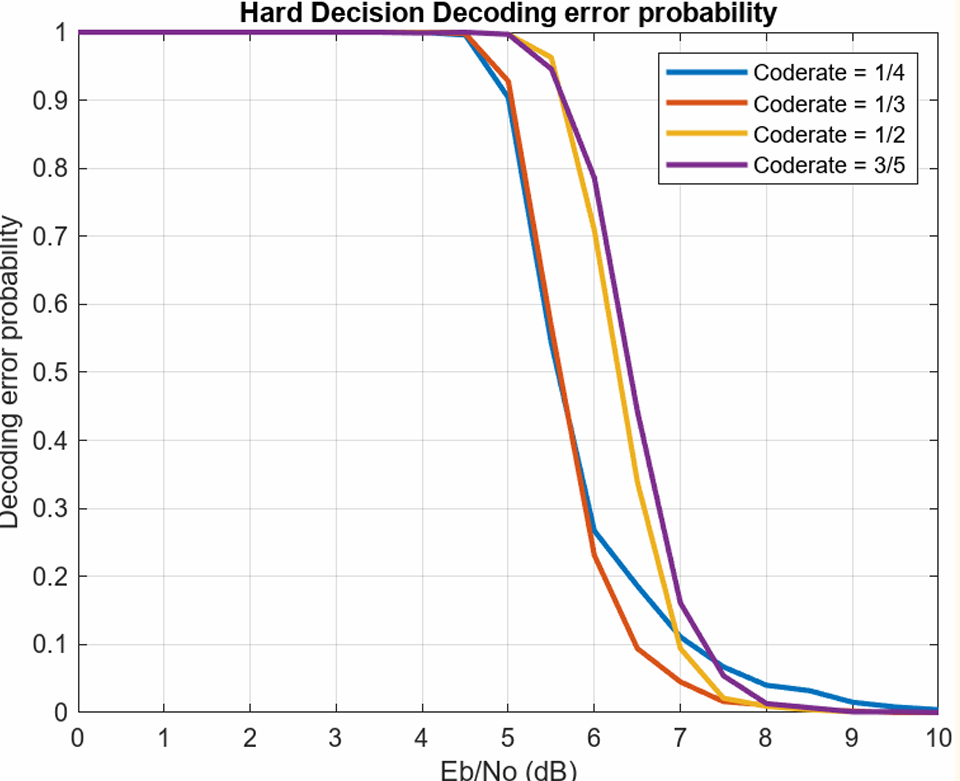 Hard Decision Decoding error probability
Coderate = 1/4
Coderate = 1/3
Coderate = 1/2
Coderate = 3/5
Decoding error probability
1
0.9
0.8
0.7
0.6
0.5
0.4
0.3
0.2
0.1
0
0 1 2 3 4 5 6 7 8 9 10
Eb/No (dB)